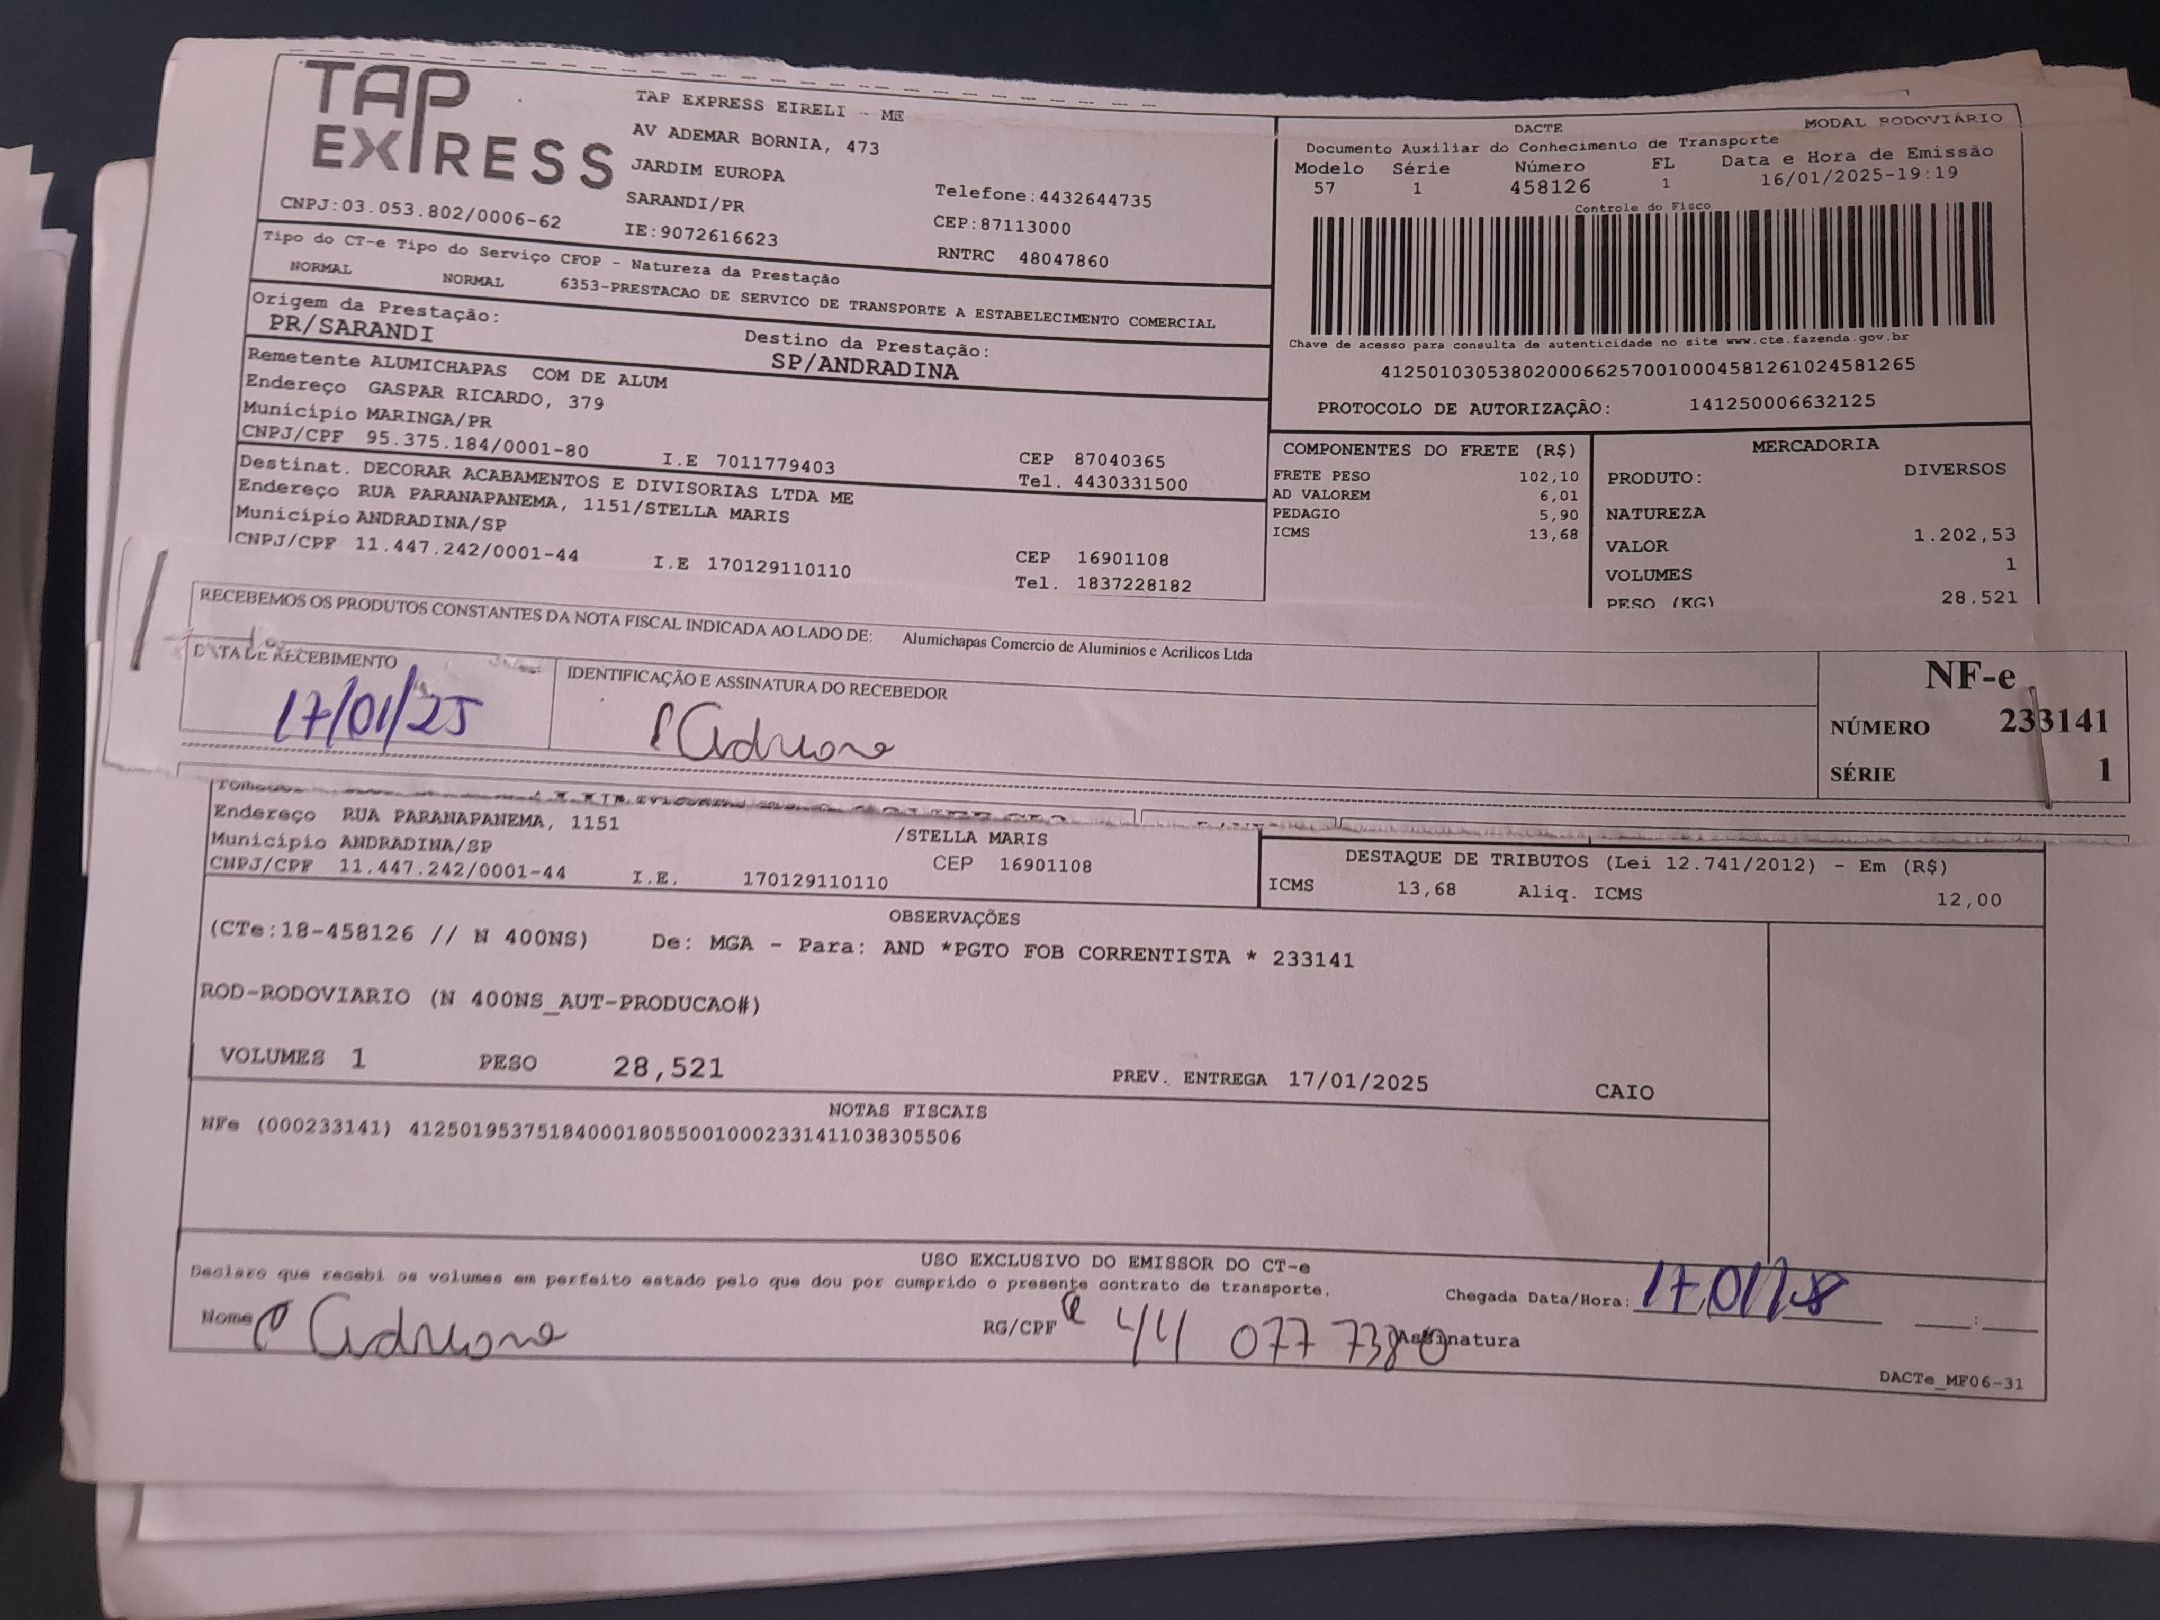 TAP EXPRESS
TAP EXPRESS EIRELI - ME
AV ADEMAR BORNIA, 473
JARDIM EUROPA
SARANDI/PR
IE:9072616623
Telefone:4432644735
CEP:87113000
RNTRC 48047860
CNPJ:03.053.802/0006-62
DACTE
MODAL RODOVIÁRIO
Documento Auxiliar do Conhecimento de Transporte
Modelo Série Número FL Data e Hora de Emissão
57 1 458126 1 16/01/2025-19:19
Controle do Fisco
Chave de acesso para consulta de autenticidade no site www.cte.fazenda.gov.br
41250103053802000662570010004581261024581265
PROTOCOLO DE AUTORIZAÇÃO: 141250006632125
Tipo do CT-e Tipo do Serviço CFOP - Natureza da Prestação
NORMAL NORMAL 6353-PRESTACAO DE SERVICO DE TRANSPORTE A ESTABELECIMENTO COMERCIAL
Origem da Prestação: Destino da Prestação:
PR/SARANDI SP/ANDRADINA
Remetente ALUMICHAPAS COM DE ALUM
Endereço GASPAR RICARDO, 379
Município MARINGA/PR
CNPJ/CPF 95.375.184/0001-80 I.E 7011779403
CEP 87040365
Tel. 4430331500
Destinat. DECORAR ACABAMENTOS E DIVISORIAS LTDA ME
Endereço RUA PARANAPANEMA, 1151/STELLA MARIS
Município ANDRADINA/SP
CNPJ/CPF 11.447.242/0001-44 I.E 170129110110
CEP 16901108
Tel. 1837228182
COMPONENTES DO FRETE (R$)
FRETE PESO 102,10
AD VALOREM 6,01
PEDAGIO 5,90
ICMS 13,68
MERCADORIA
PRODUTO: DIVERSOS
NATUREZA
VALOR 1.202,53
VOLUMES 1
PESO (KG) 28,521
RECEBEMOS OS PRODUTOS CONSTANTES DA NOTA FISCAL INDICADA AO LADO DE: Alumichapas Comercio de Aluminios e Acrilicos Ltda
DATA DE RECEBIMENTO
17/01/25
IDENTIFICAÇÃO E ASSINATURA DO RECEBEDOR
NF-e
NÚMERO 233141
SÉRIE 1
Endereço RUA PARANAPANEMA, 1151 /STELLA MARIS
Município ANDRADINA/SP CEP 16901108
CNPJ/CPF 11.447.242/0001-44 I.E. 170129110110
DESTAQUE DE TRIBUTOS (Lei 12.741/2012) - Em (R$)
ICMS 13,68 Aliq. ICMS 12,00
OBSERVAÇÕES
(CTe:18-458126 // N 400NS) De: MGA - Para: AND *PGTO FOB CORRENTISTA * 233141
ROD-RODOVIARIO (N 400NS_AUT-PRODUCAO#)
VOLUMES 1 PESO 28,521 PREV. ENTREGA 17/01/2025 CAIO
NOTAS FISCAIS
NFe (000233141) 41250195375184000180550010002331411038305506
USO EXCLUSIVO DO EMISSOR DO CT-e
Declaro que recebi os volumes em perfeito estado pelo que dou por cumprido o presente contrato de transporte.
Chegada Data/Hora:
Nome
RG/CPF 44 077 738 0 Assinatura
DACTe_MF06-31